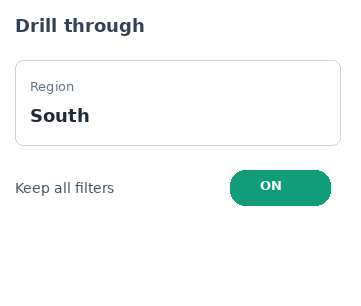 Drill through
Region
South
Keep all filters
ON